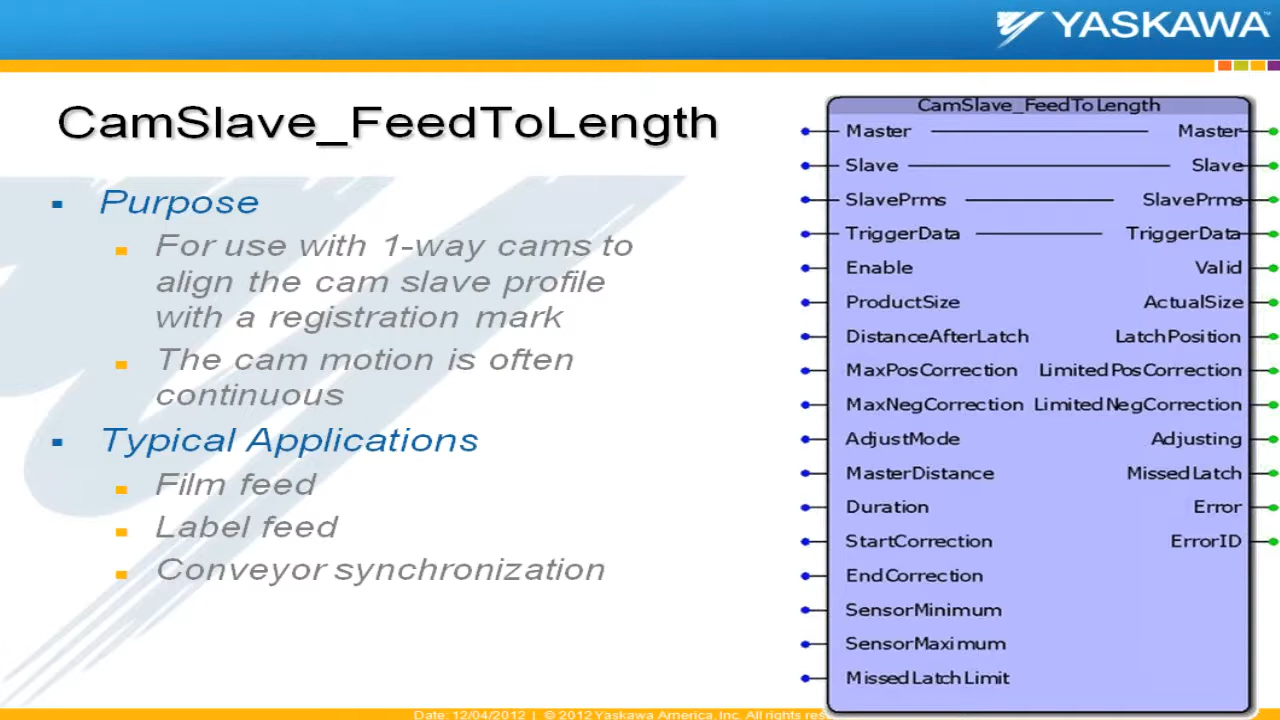 YASKAWA
CamSlave_FeedToLength
Purpose
For use with 1-way cams to
align the cam slave profile
with a registration mark
The cam motion is often
continuous
Typical Applications
Film feed
Label feed
Conveyor synchronization
CamSlave_FeedToLength
Master Master
Slave Slave
SlavePrms SlavePrms
TriggerData TriggerData
Enable Valid
ProductSize ActualSize
DistanceAfterLatch LatchPosition
MaxPosCorrection LimitedPosCorrection
MaxNegCorrection LimitedNegCorrection
AdjustMode Adjusting
MasterDistance MissedLatch
Duration Error
StartCorrection ErrorID
EndCorrection
SensorMinimum
SensorMaximum
MissedLatchLimit
Date: 12/04/2012 | © 2012 Yaskawa America, Inc. All rights